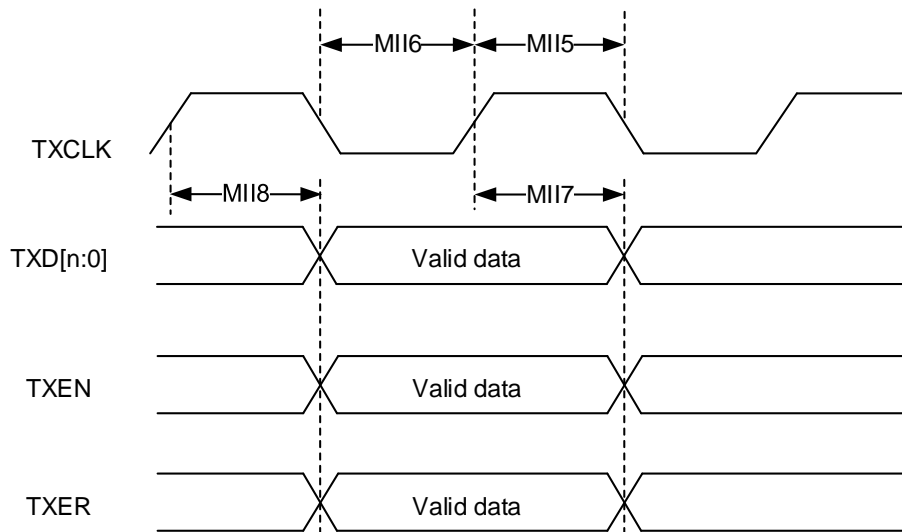 MII6 MII5
TXCLK
MII8 MII7
TXD[n:0] Valid data
TXEN Valid data
TXER Valid data